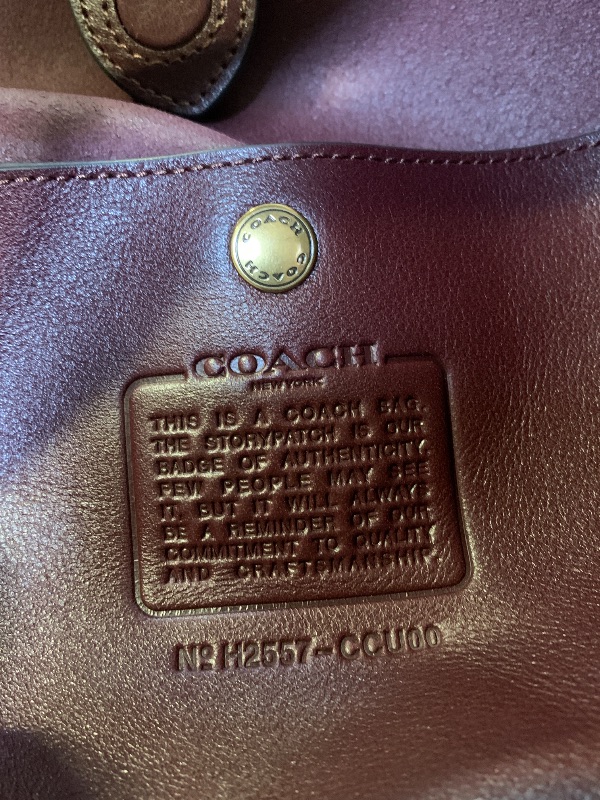 COACH
COACH
COACH
NEW YORK
THIS IS A COACH BAG.
THE STORYPATCH IS OUR
BADGE OF AUTHENTICITY.
FEW PEOPLE MAY SEE
IT, BUT IT WILL ALWAYS
BE A REMINDER OF OUR
COMMITMENT TO QUALITY
AND CRAFTSMANSHIP.
Nº H2557-CCU00